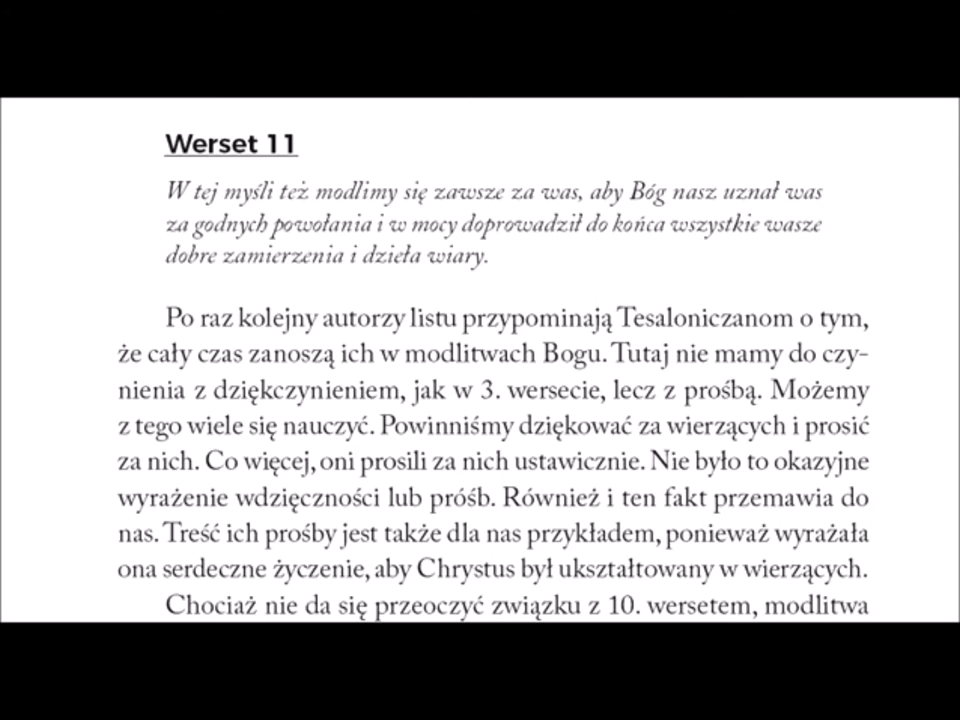 Werset 11
W tej myśli też modlimy się zawsze za was, aby Bóg nasz uznał was
za godnych powołania i w mocy doprowadził do końca wszystkie wasze
dobre zamierzenia i dzieła wiary.
Po raz kolejny autorzy listu przypominają Tesaloniczanom o tym,
że cały czas zanoszą ich w modlitwach Bogu. Tutaj nie mamy do czy-
nienia z dziękczynieniem, jak w 3. wersecie, lecz z prośbą. Możemy
z tego wiele się nauczyć. Powinniśmy dziękować za wierzących i prosić
za nich. Co więcej, oni prosili za nich ustawicznie. Nie było to okazyjne
wyrażenie wdzięczności lub próśb. Również i ten fakt przemawia do
nas. Treść ich prośby jest także dla nas przykładem, ponieważ wyrażała
ona serdeczne życzenie, aby Chrystus był ukształtowany w wierzących.
Chociaż nie da się przeoczyć związku z 10. wersetem, modlitwa